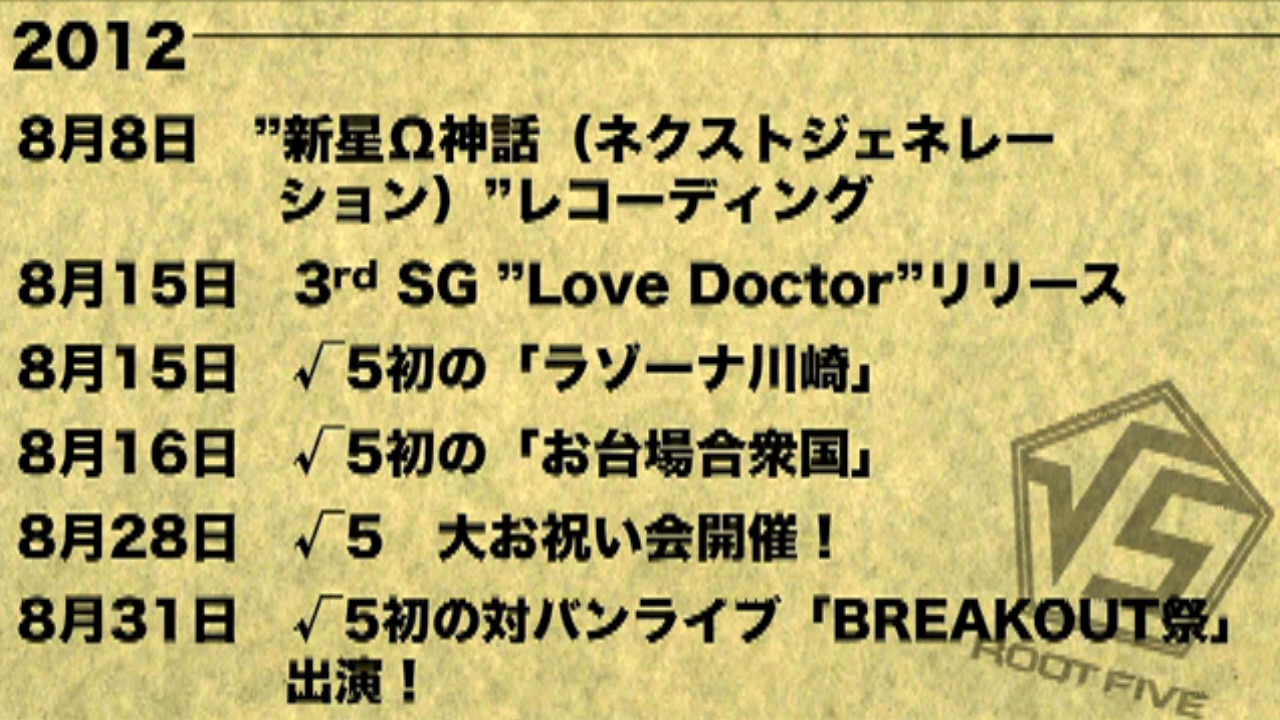 2012
8月8日 ”新星Ω神話（ネクストジェネレー
ション）”レコーディング
8月15日 3rd SG ”Love Doctor”リリース
8月15日 √5初の「ラゾーナ川崎」
8月16日 √5初の「お台場合衆国」
8月28日 √5 大お祝い会開催！
8月31日 √5初の対バンライブ「BREAKOUT祭」
出演！
√5
ROOT FIVE